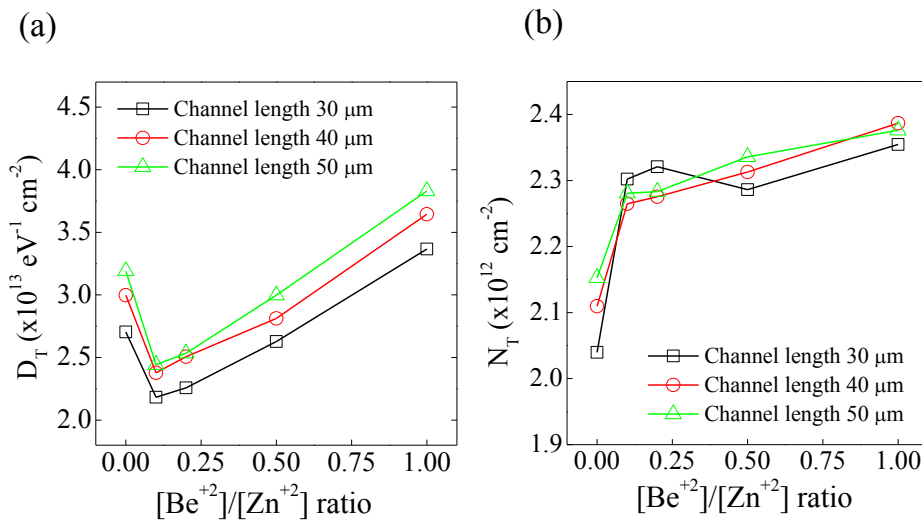 (a)
D_T (x10^13 eV^-1 cm^-2)
4.5
4.0
3.5
3.0
2.5
2.0
Channel length 30 μm
Channel length 40 μm
Channel length 50 μm
0.00 0.25 0.50 0.75 1.00
[Be^+2]/[Zn^+2] ratio
(b)
N_T (x10^12 cm^-2)
2.4
2.3
2.2
2.1
2.0
1.9
Channel length 30 μm
Channel length 40 μm
Channel length 50 μm
0.00 0.25 0.50 0.75 1.00
[Be^+2]/[Zn^+2] ratio